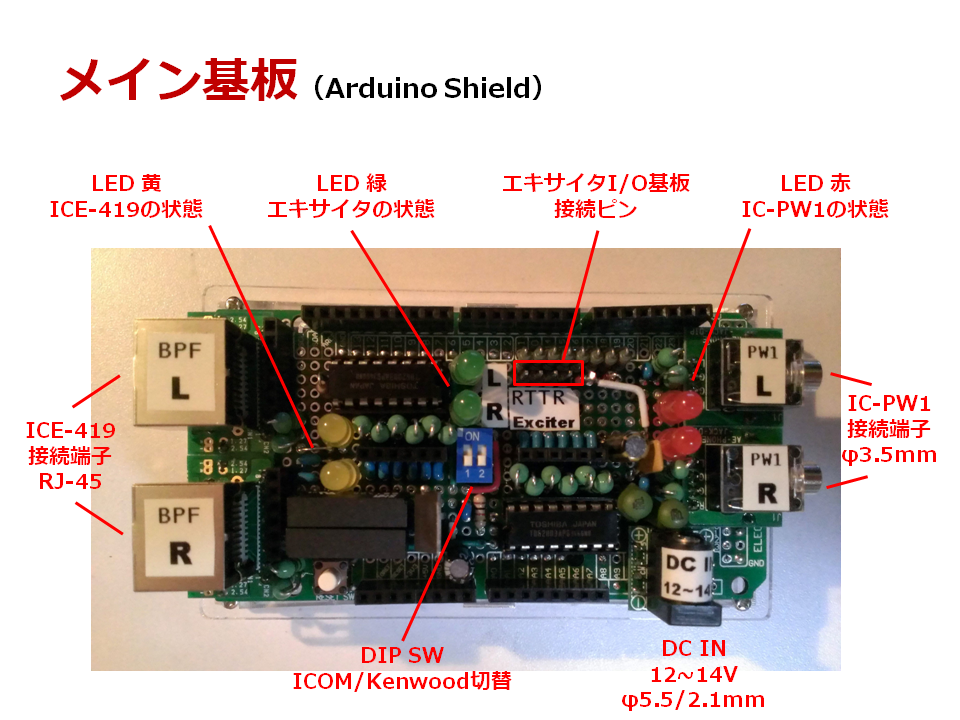 メイン基板（Arduino Shield）
LED 黄
ICE-419の状態
LED 緑
エキサイタの状態
エキサイタI/O基板
接続ピン
LED 赤
IC-PW1の状態
BPF
L
L
R
RTTR
Exciter
PW1
L
ICE-419
接続端子
RJ-45
IC-PW1
接続端子
φ3.5mm
ON
1 2
PW1
R
BPF
R
TOSHIBA JAPAN
DC I
12~14
GND
DIP SW
ICOM/Kenwood切替
DC IN
12~14V
φ5.5/2.1mm